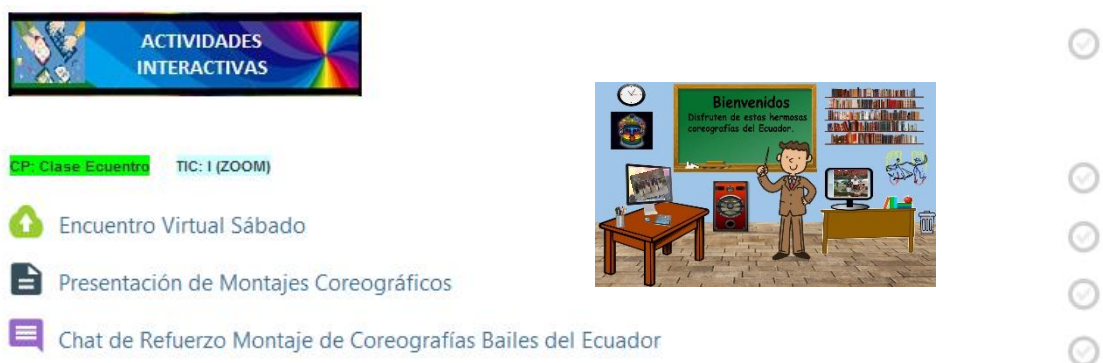 ACTIVIDADES
INTERACTIVAS
Bienvenidos
Disfruten de estas hermosas
coreografías del Ecuador.
CP: Clase Ecuentro TIC: I (ZOOM)
Encuentro Virtual Sábado
Presentación de Montajes Coreográficos
Chat de Refuerzo Montaje de Coreografías Bailes del Ecuador